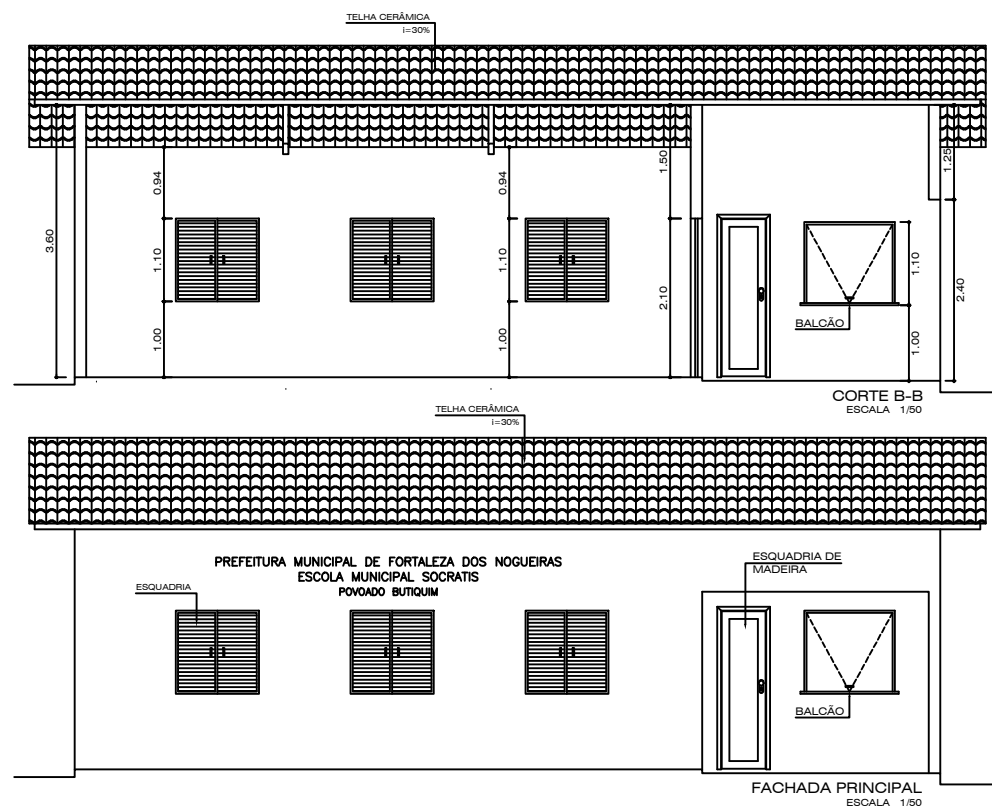 TELHA CERÂMICA
i=30%
3.60
0.94
1.10
1.00
0.94
1.10
1.00
1.50
2.10
1.25
2.40
1.10
1.00
BALCÃO
CORTE B-B
ESCALA 1/50
TELHA CERÂMICA
i=30%
PREFEITURA MUNICIPAL DE FORTALEZA DOS NOGUEIRAS
ESCOLA MUNICIPAL SOCRATIS
POVOADO BUTIQUIM
ESQUADRIA
ESQUADRIA DE
MADEIRA
BALCÃO
FACHADA PRINCIPAL
ESCALA 1/50